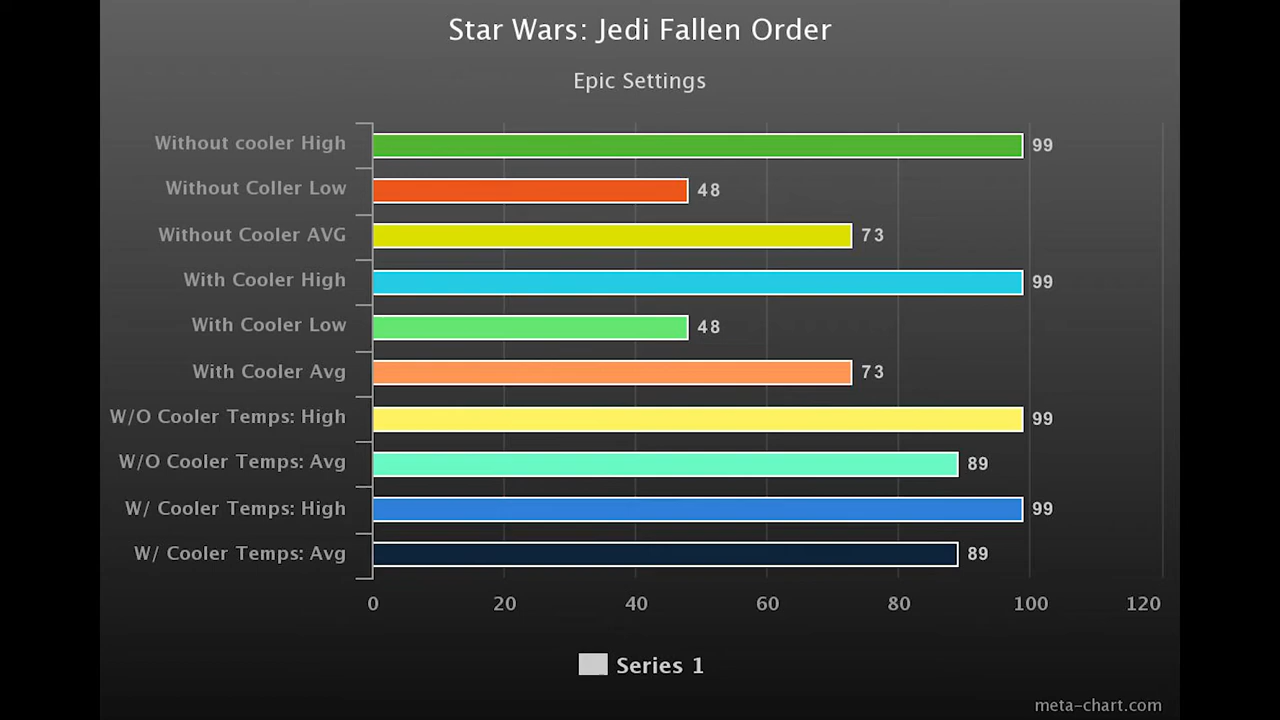 Star Wars: Jedi Fallen Order
Epic Settings
Without cooler High
99
Without Coller Low
48
Without Cooler AVG
73
With Cooler High
99
With Cooler Low
48
With Cooler Avg
73
W/O Cooler Temps: High
99
W/O Cooler Temps: Avg
89
W/ Cooler Temps: High
99
W/ Cooler Temps: Avg
89
0 20 40 60 80 100 120
Series 1
meta-chart.com